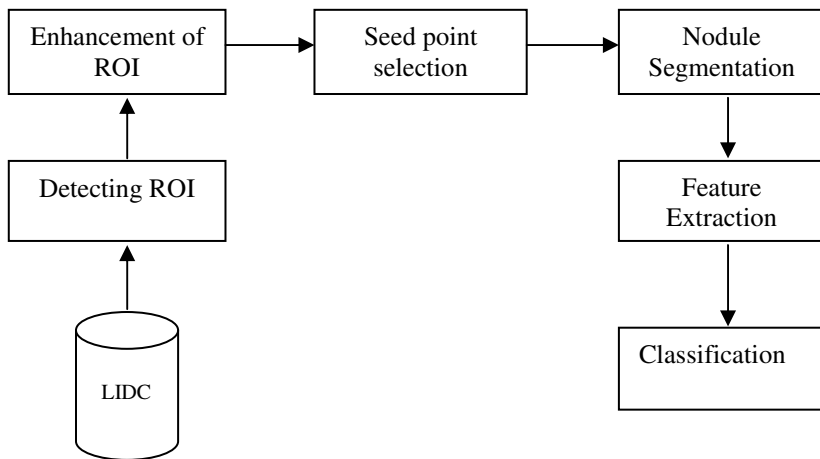 Enhancement of
ROI
Seed point
selection
Nodule
Segmentation
Detecting ROI
Feature
Extraction
LIDC
Classification